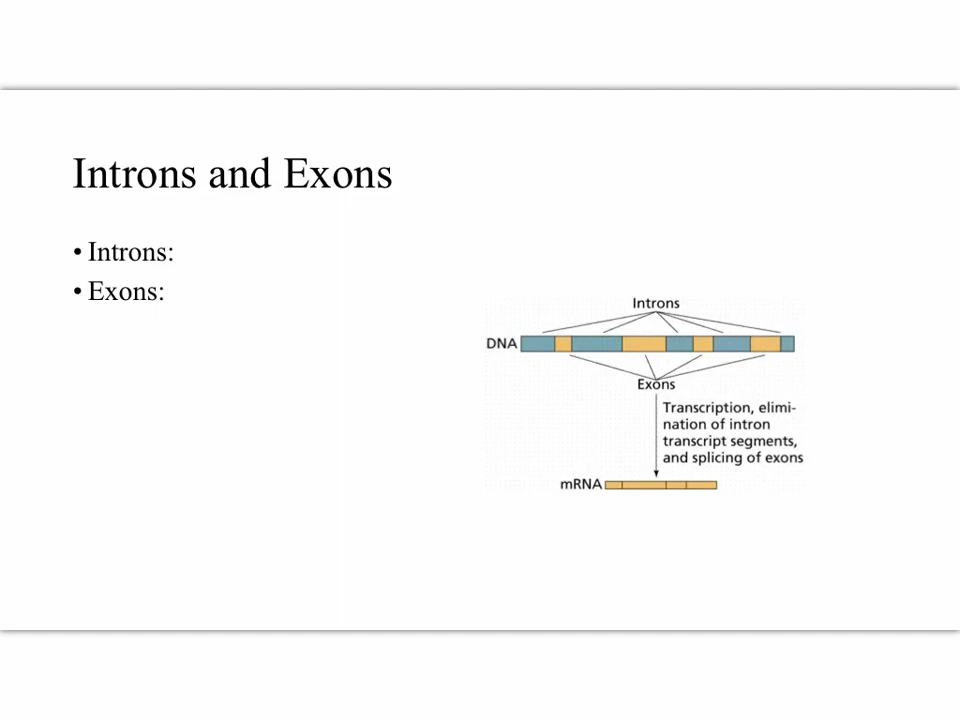 Introns and Exons
• Introns:
• Exons:
Introns
DNA
Exons
Transcription, elimi-
nation of intron
transcript segments,
and splicing of exons
mRNA